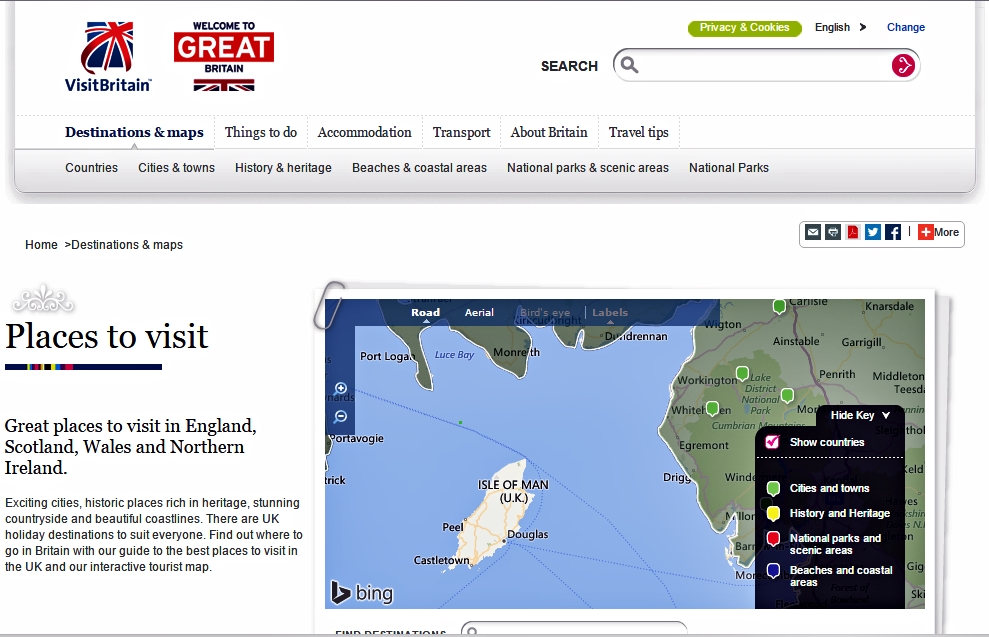 WELCOME TO
GREAT
BRITAIN
VisitBritain™
Privacy & Cookies English Change
SEARCH
Destinations & maps Things to do Accommodation Transport About Britain Travel tips
Countries Cities & towns History & heritage Beaches & coastal areas National parks & scenic areas National Parks
Home >Destinations & maps
More
Places to visit
Great places to visit in England,
Scotland, Wales and Northern
Ireland.
Exciting cities, historic places rich in heritage, stunning
countryside and beautiful coastlines. There are UK
holiday destinations to suit everyone. Find out where to
go in Britain with our guide to the best places to visit in
the UK and our interactive tourist map.
Road Aerial Bird's eye Labels
Carlisle
Knarsdale
Kirkcudbright
Wigton
Dundrennan
Ainstable
Garrigill
Port Logan
Luce Bay
Monreith
Penrith
Middleton
Workington
Lake
District
National
Park
Whitehaven
Cumbrian Mountains
Egremont
Portavogie
Drigg
ISLE OF MAN
(U.K.)
Peel
Douglas
Castletown
bing
Hide Key
Show countries
Cities and towns
History and Heritage
National parks and
scenic areas
Beaches and coastal
areas
FIND DESTINATIONS